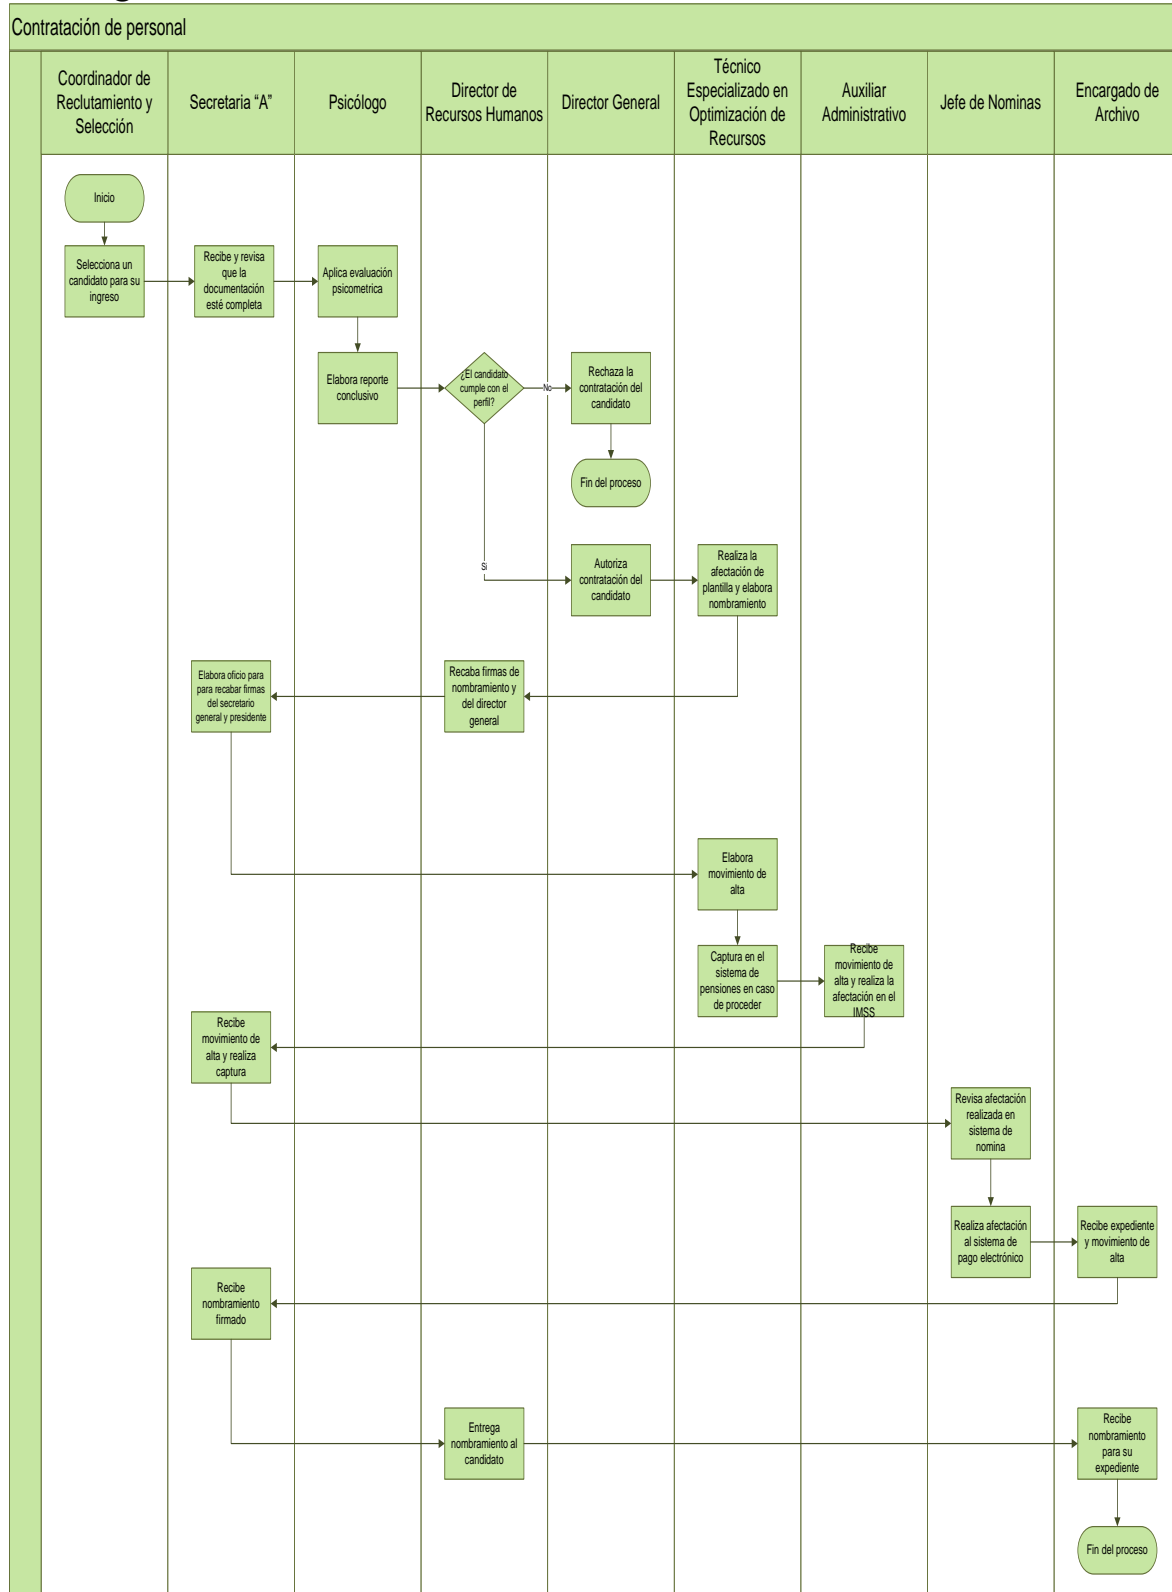 Contratación de personal
Coordinador de
Reclutamiento y
Selección
Secretaria “A”
Psicólogo
Director de
Recursos Humanos
Director General
Técnico
Especializado en
Optimización de
Recursos
Auxiliar
Administrativo
Jefe de Nominas
Encargado de
Archivo
Inicio
Selecciona un
candidato para su
ingreso
Recibe y revisa
que la
documentación
esté completa
Aplica evaluación
psicometrica
Elabora reporte
conclusivo
¿El candidato
cumple con el
perfil?
No
Rechaza la
contratación del
candidato
Fin del proceso
Si
Autoriza
contratación del
candidato
Realiza la
afectación de
plantilla y elabora
nombramiento
Recaba firmas de
nombramiento y
del director
general
Elabora oficio para
para recabar firmas
del secretario
general y presidente
Elabora
movimiento de
alta
Captura en el
sistema de
pensiones en caso
de proceder
Recibe
movimiento de
alta y realiza la
afectación en el
IMSS
Recibe
movimiento de
alta y realiza
captura
Revisa afectación
realizada en
sistema de
nomina
Realiza afectación
al sistema de
pago electrónico
Recibe expediente
y movimiento de
alta
Recibe
nombramiento
firmado
Entrega
nombramiento al
candidato
Recibe
nombramiento
para su
expediente
Fin del proceso